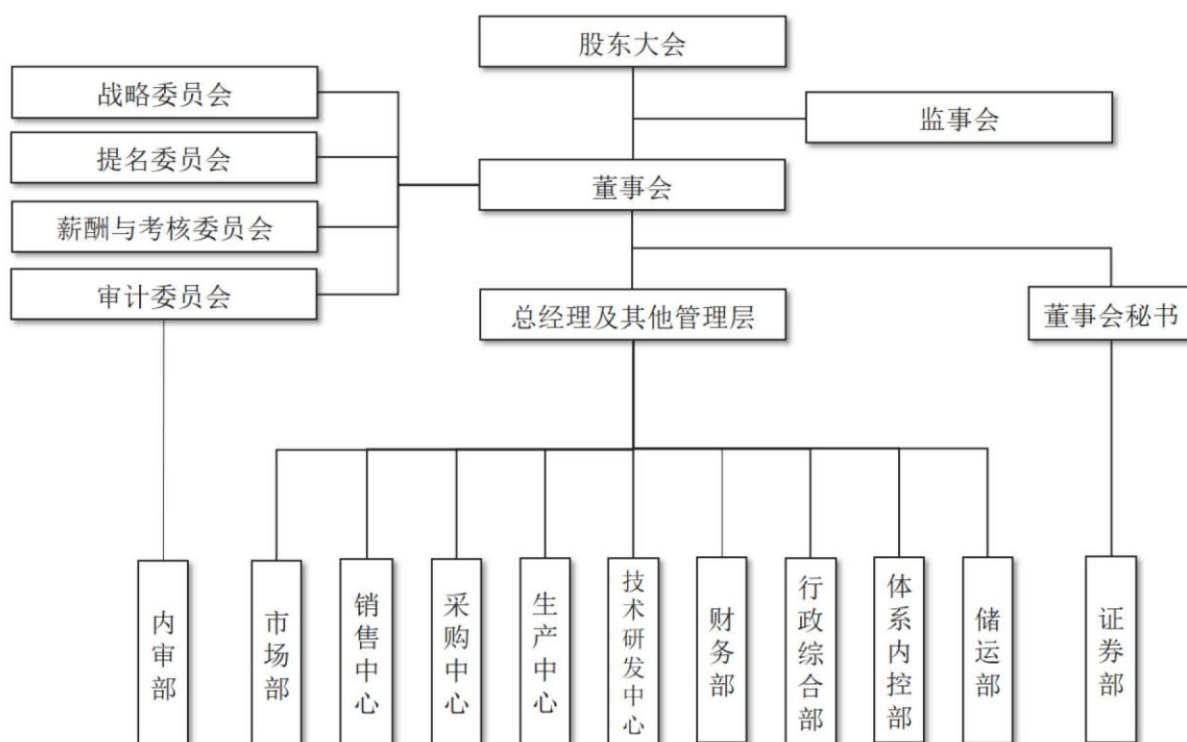 股东大会
战略委员会
监事会
提名委员会
董事会
薪酬与考核委员会
审计委员会
总经理及其他管理层
董事会秘书
内审部
市场部
销售中心
采购中心
生产中心
技术研发中心
财务部
行政综合部
体系内控部
储运部
证券部